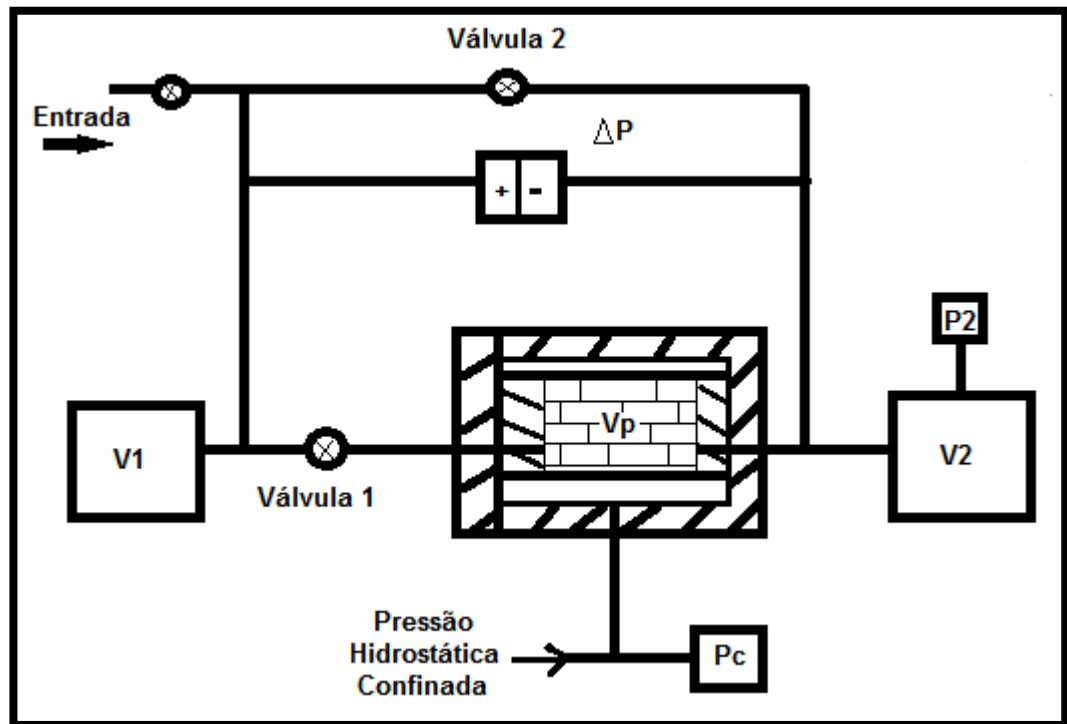 Válvula 2
Entrada
ΔP
+ -
P2
Vp
V1
V2
Válvula 1
Pressão
Hidrostática
Confinada
Pc